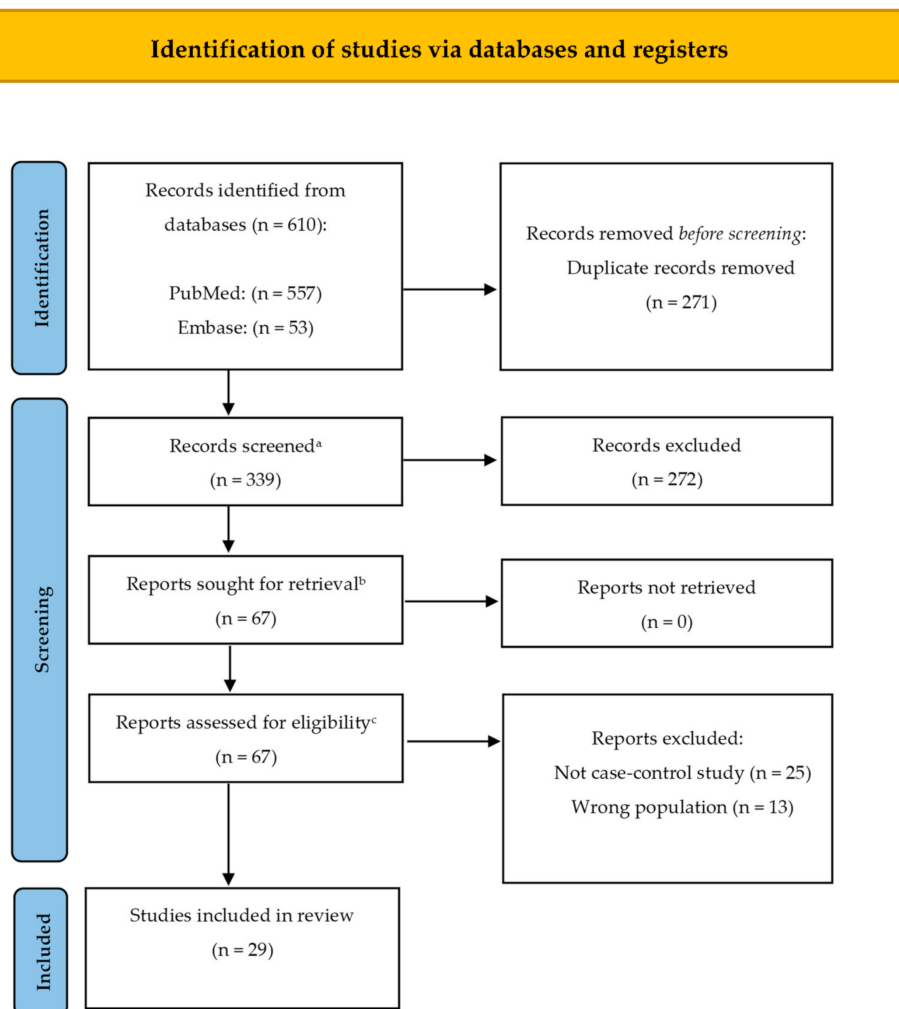 Identification of studies via databases and registers
Identification
Records identified from
databases (n = 610):
PubMed: (n = 557)
Embase: (n = 53)
Records removed before screening:
Duplicate records removed
(n = 271)
Screening
Records screenedᵃ
(n = 339)
Records excluded
(n = 272)
Reports sought for retrievalᵇ
(n = 67)
Reports not retrieved
(n = 0)
Reports assessed for eligibilityᶜ
(n = 67)
Reports excluded:
Not case-control study (n = 25)
Wrong population (n = 13)
Included
Studies included in review
(n = 29)